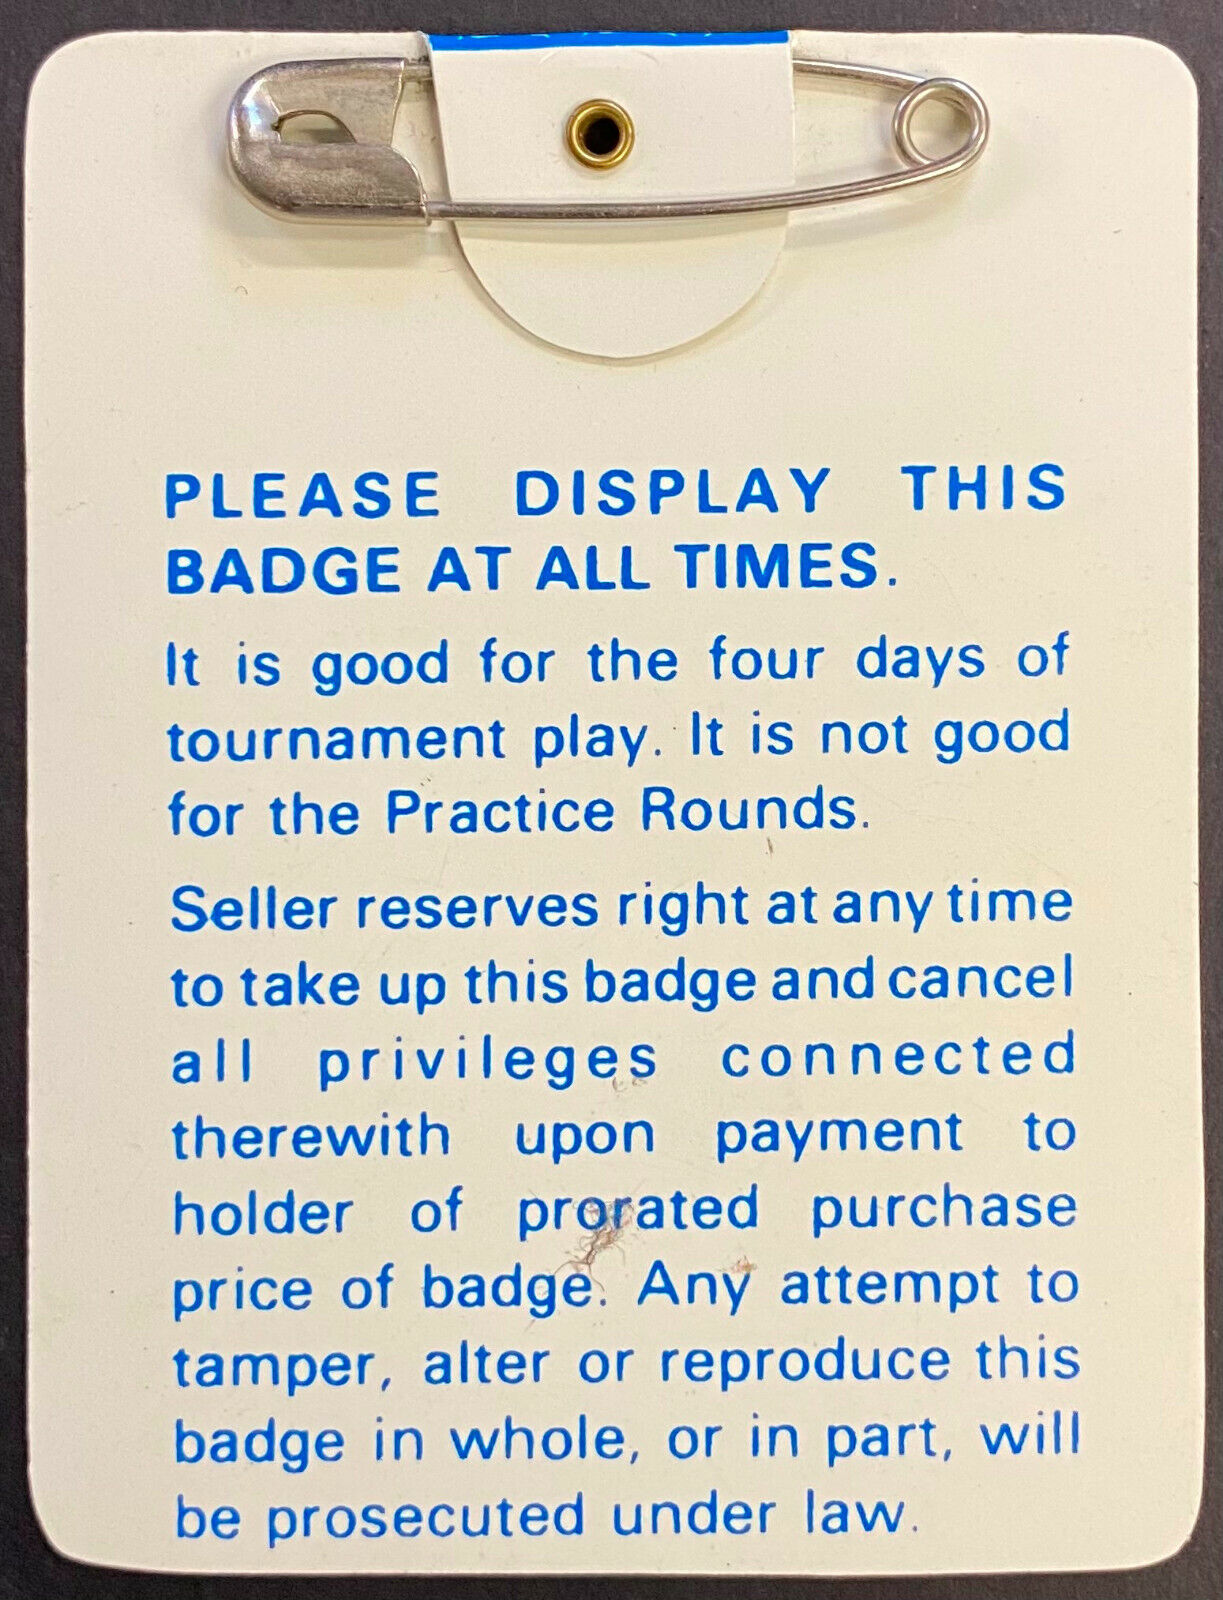 PLEASE DISPLAY THIS
BADGE AT ALL TIMES.
It is good for the four days of
tournament play. It is not good
for the Practice Rounds.
Seller reserves right at any time
to take up this badge and cancel
all privileges connected
therewith upon payment to
holder of prorated purchase
price of badge. Any attempt to
tamper, alter or reproduce this
badge in whole, or in part, will
be prosecuted under law.